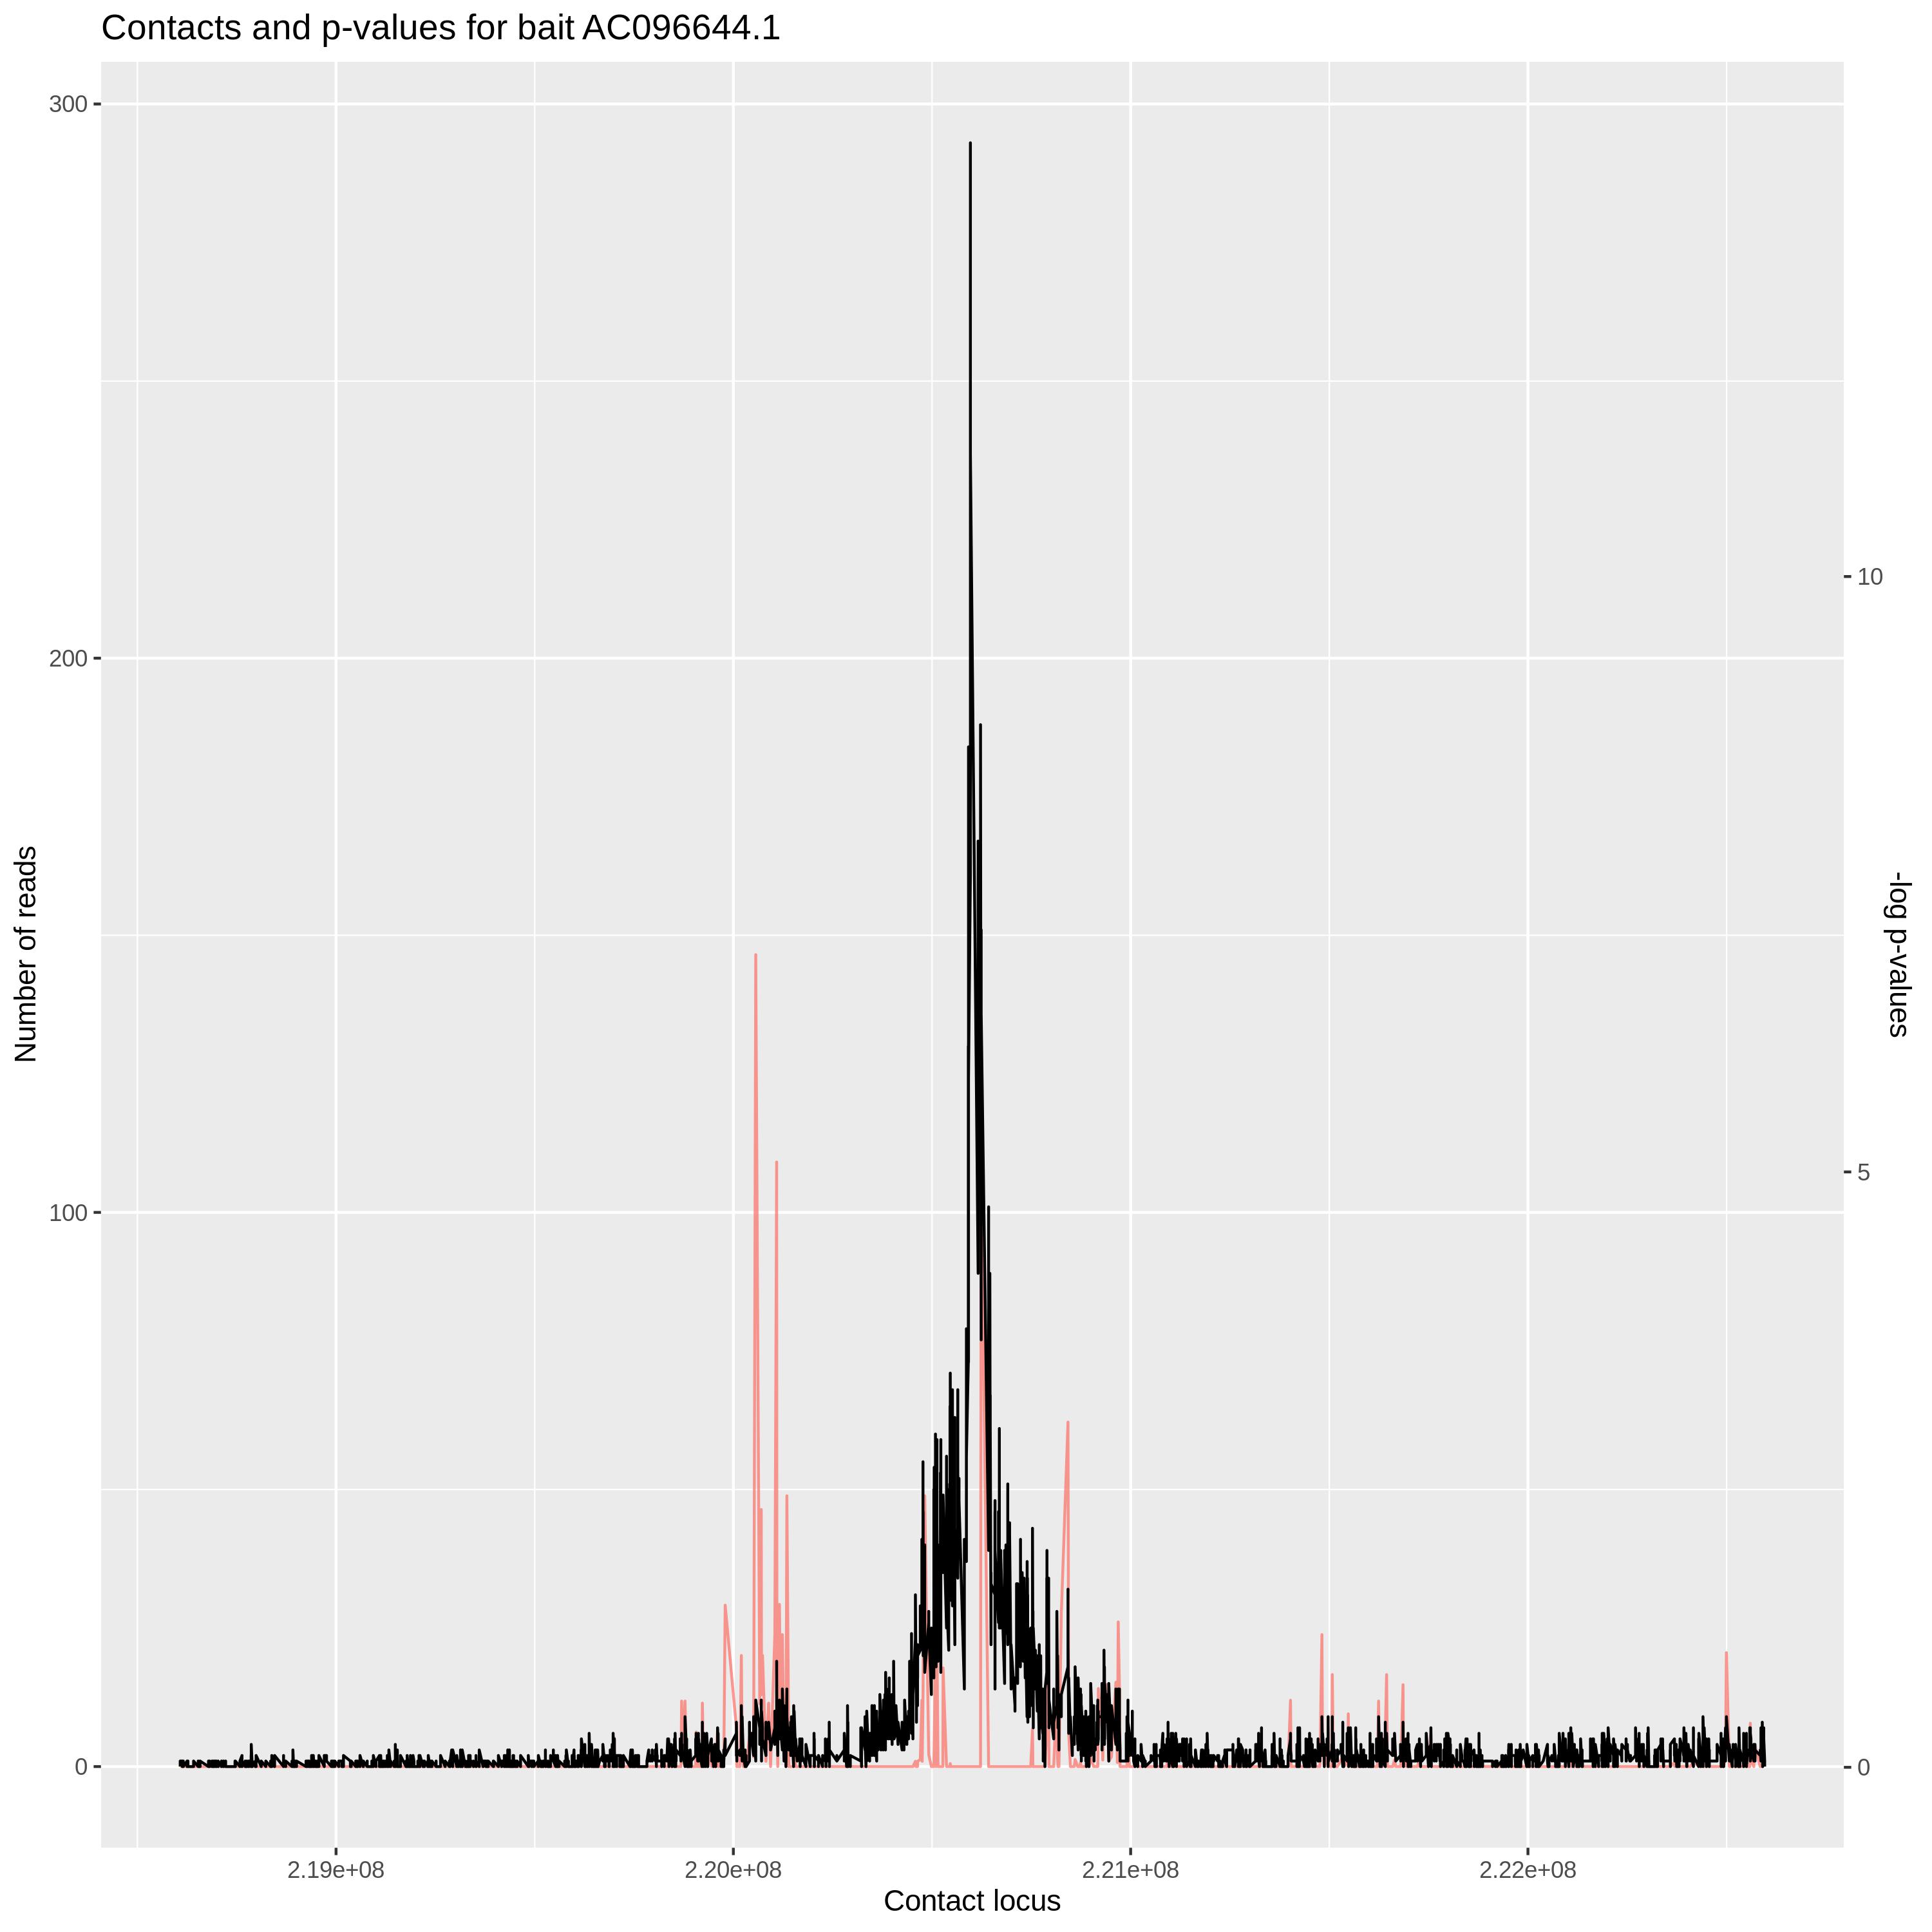 Contacts and p-values for bait AC096644.1
300
200
100
0
Number of reads
10
5
0
-log p-values
2.19e+08
2.20e+08
2.21e+08
2.22e+08
Contact locus